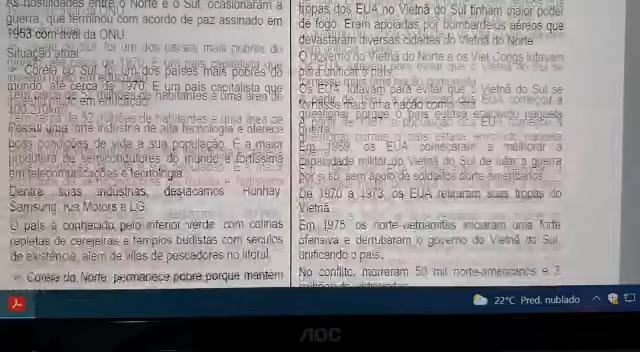 As hostilidades entre o Norte e o Sul, ocasionaram a
guerra, que terminou com acordo de paz assinado em
1953 com aval da ONU.
Situação atual:
Coreia do Sul: foi um dos países mais pobres do
mundo, até cerca de 1970. É um país capitalista que
em educação.
Possui uma forte indústria de alta tecnologia e oferece
boas condições de vida a sua população. É a maior
produtora de semicondutores do mundo e fortíssima
em telecomunicações e tecnologia.
Dentre suas indústrias, destacamos Hunhay,
Samsung, Kia Motors e LG.
O país é conhecido pelo inferior verde, com colinas
repletas de cerejeiras e templos budistas com séculos
de existência, além de vilas de pescadores no litoral.
Coreia do Norte: permanece pobre porque mantém
tropas dos EUA no Vietnã do Sul tinham maior poder
de fogo. Eram apoiadas por bombardeios aéreos que
devastaram diversas cidades do Vietnã do Norte.
O governo do Vietnã do Norte e os Viet Congs lutavam
para unificar o país.
Os EUA lutavam para evitar que o Vietnã do Sul se
questionar porque o país estava envolvido naquela
guerra.
Em 1969, os EUA começaram a melhorar a
capacidade militar do Vietnã do Sul de lutar a guerra
por si só, sem apoio de soldados norte-americanos.
De 1970 a 1973, os EUA retiraram suas tropas do
Vietnã.
Em 1975, os norte-vietnamitas iniciaram uma forte
ofensiva e derrubaram o governo do Vietnã do Sul,
unificando o país.
No conflito, morreram 50 mil norte-americanos e 3
22°C Pred. nublado
AOC